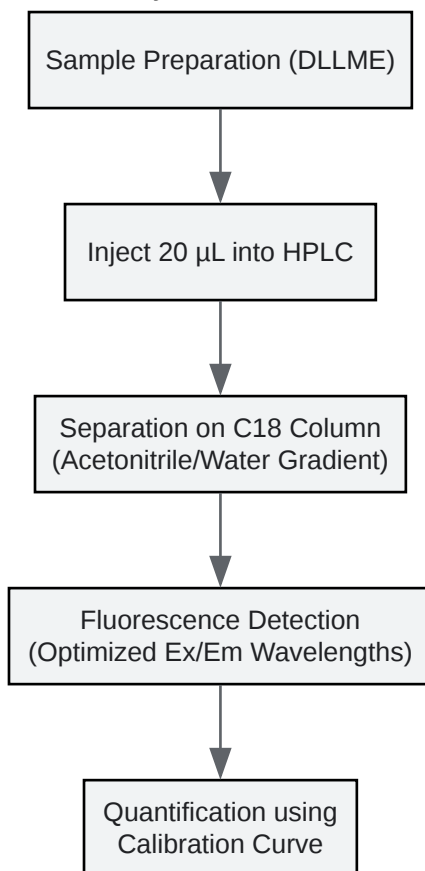 Sample Preparation (DLLME)
Inject 20 µL into HPLC
Separation on C18 Column
(Acetonitrile/Water Gradient)
Fluorescence Detection
(Optimized Ex/Em Wavelengths)
Quantification using
Calibration Curve